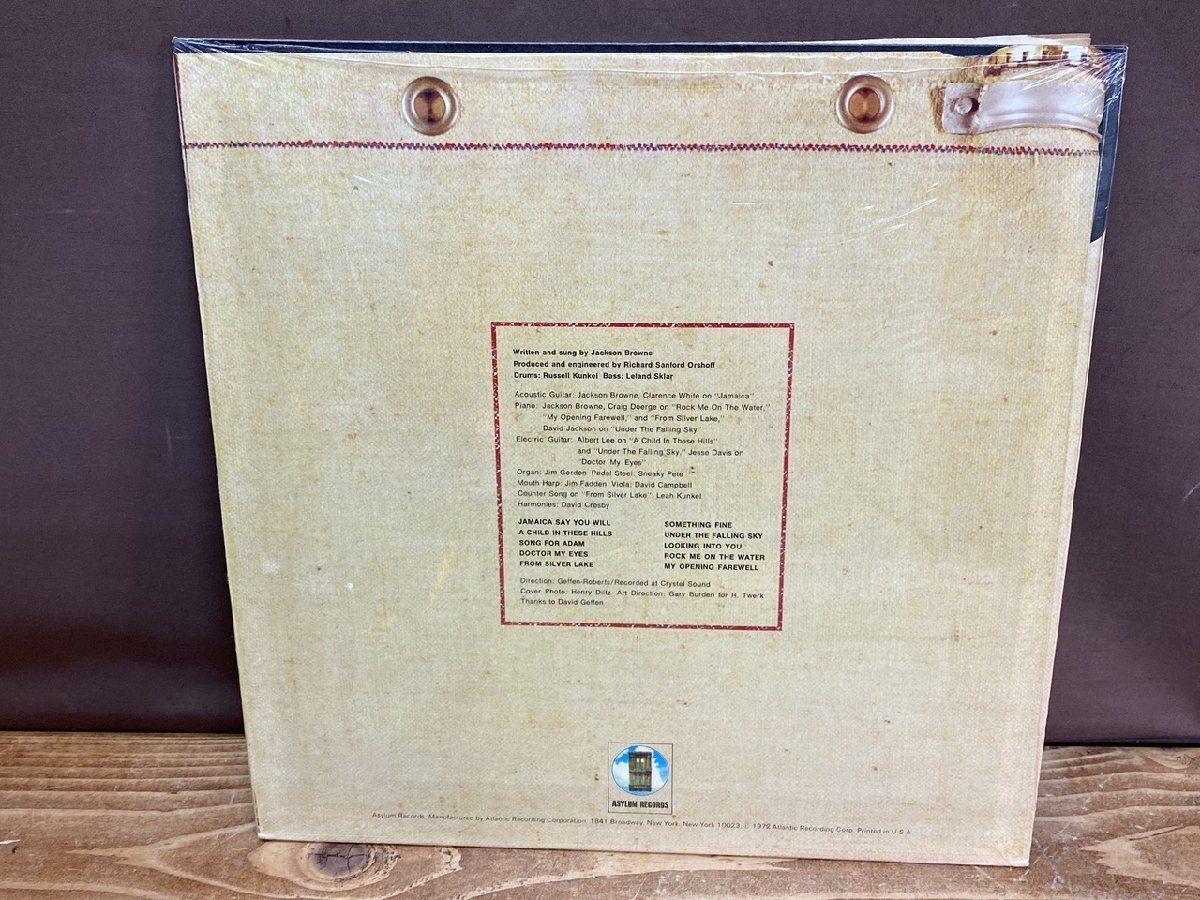 Written and sung by Jackson Browne
Produced and engineered by Richard Sanford Orshoff
Drums: Russell Kunkel Bass: Leland Sklar
Acoustic Guitar: Jackson Browne, Clarence White on "Jamaica"
Piano: Jackson Browne, Craig Doerge on "Rock Me On The Water,"
"My Opening Farewell," and "From Silver Lake,"
David Jackson on "Under The Falling Sky"
Electric Guitar: Albert Lee on "A Child In These Hills"
and "Under The Falling Sky," Jesse Davis on
"Doctor My Eyes"
Organ: Jim Gordon Pedal Steel: Sneaky Pete
Mouth Harp: Jim Fadden Viola: David Campbell
Counter Song on "From Silver Lake": Leah Kunkel
Harmonies: David Crosby
JAMAICA SAY YOU WILL
A CHILD IN THESE HILLS
SONG FOR ADAM
DOCTOR MY EYES
FROM SILVER LAKE
SOMETHING FINE
UNDER THE FALLING SKY
LOOKING INTO YOU
ROCK ME ON THE WATER
MY OPENING FAREWELL
Direction: Geffen-Roberts/Recorded at Crystal Sound
Cover Photo: Henry Diltz Art Direction: Gary Burden for R. Twerk
Thanks to David Geffen
ASYLUM RECORDS
Asylum Records, Manufactured by Atlantic Recording Corporation, 1841 Broadway, New York, New York 10023. © 1972 Atlantic Recording Corp. Printed in U.S.A.